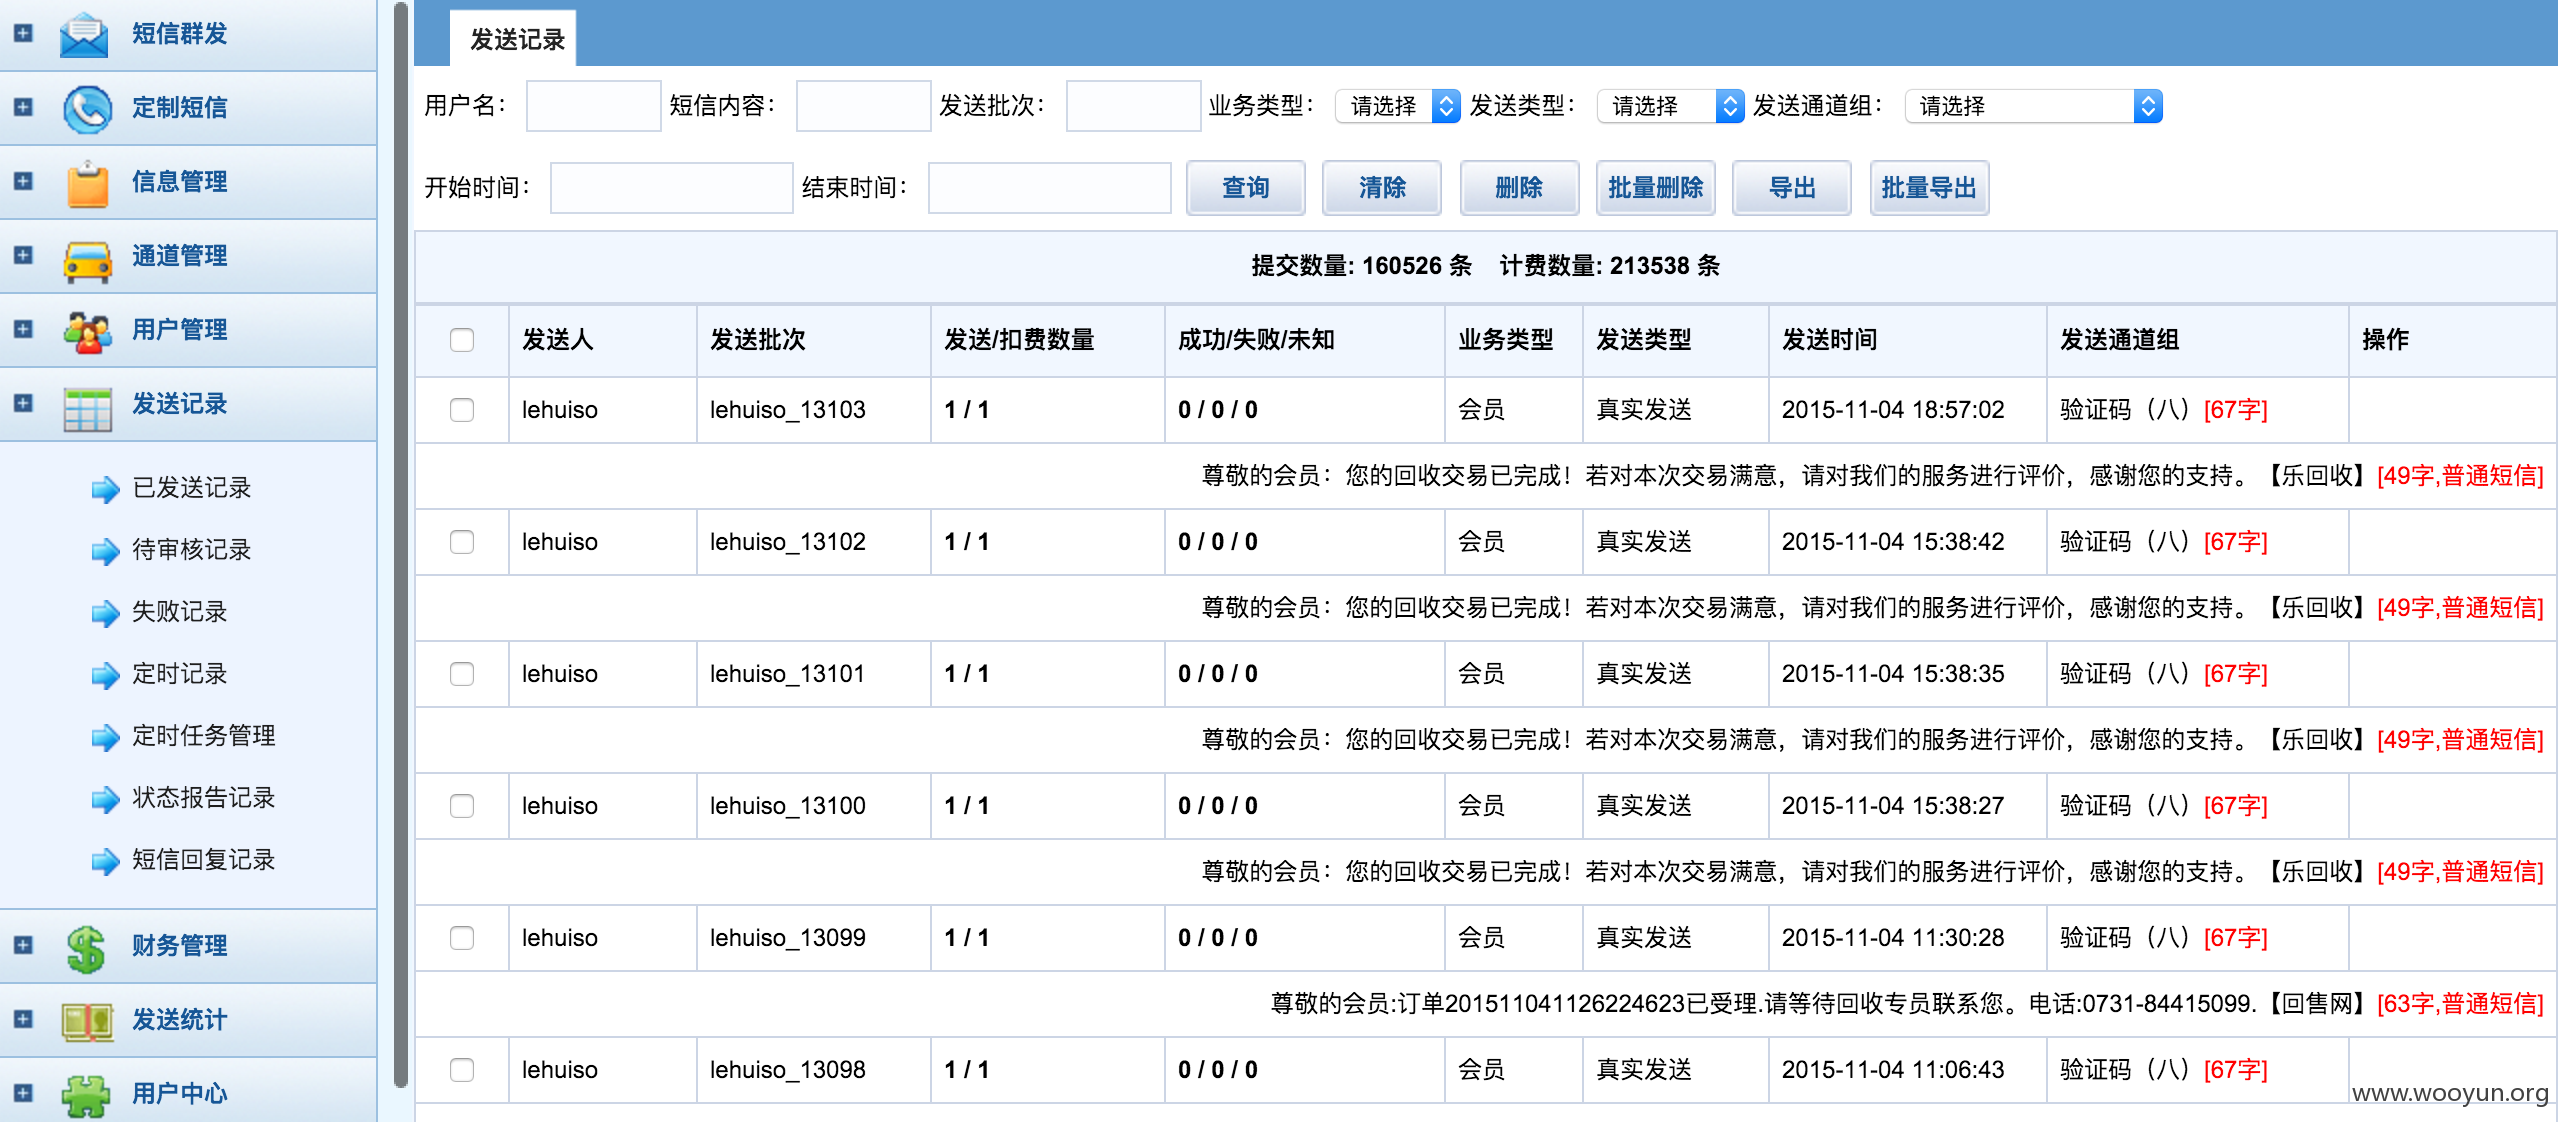 短信群发
定制短信
信息管理
通道管理
用户管理
发送记录
已发送记录
待审核记录
失败记录
定时记录
定时任务管理
状态报告记录
短信回复记录
财务管理
发送统计
用户中心
发送记录
用户名： 短信内容： 发送批次： 业务类型： 请选择 发送类型： 请选择 发送通道组： 请选择
开始时间： 结束时间： 查询 清除 删除 批量删除 导出 批量导出
提交数量: 160526 条 计费数量: 213538 条
发送人 发送批次 发送/扣费数量 成功/失败/未知 业务类型 发送类型 发送时间 发送通道组 操作
lehuiso lehuiso_13103 1 / 1 0 / 0 / 0 会员 真实发送 2015-11-04 18:57:02 验证码（八）[67字]
尊敬的会员：您的回收交易已完成！若对本次交易满意，请对我们的服务进行评价，感谢您的支持。【乐回收】[49字,普通短信]
lehuiso lehuiso_13102 1 / 1 0 / 0 / 0 会员 真实发送 2015-11-04 15:38:42 验证码（八）[67字]
尊敬的会员：您的回收交易已完成！若对本次交易满意，请对我们的服务进行评价，感谢您的支持。【乐回收】[49字,普通短信]
lehuiso lehuiso_13101 1 / 1 0 / 0 / 0 会员 真实发送 2015-11-04 15:38:35 验证码（八）[67字]
尊敬的会员：您的回收交易已完成！若对本次交易满意，请对我们的服务进行评价，感谢您的支持。【乐回收】[49字,普通短信]
lehuiso lehuiso_13100 1 / 1 0 / 0 / 0 会员 真实发送 2015-11-04 15:38:27 验证码（八）[67字]
尊敬的会员：您的回收交易已完成！若对本次交易满意，请对我们的服务进行评价，感谢您的支持。【乐回收】[49字,普通短信]
lehuiso lehuiso_13099 1 / 1 0 / 0 / 0 会员 真实发送 2015-11-04 11:30:28 验证码（八）[67字]
尊敬的会员:订单201511041126224623已受理.请等待回收专员联系您。电话:0731-84415099.【回售网】[63字,普通短信]
lehuiso lehuiso_13098 1 / 1 0 / 0 / 0 会员 真实发送 2015-11-04 11:06:43 验证码（八）[67字]
www.wooyun.org